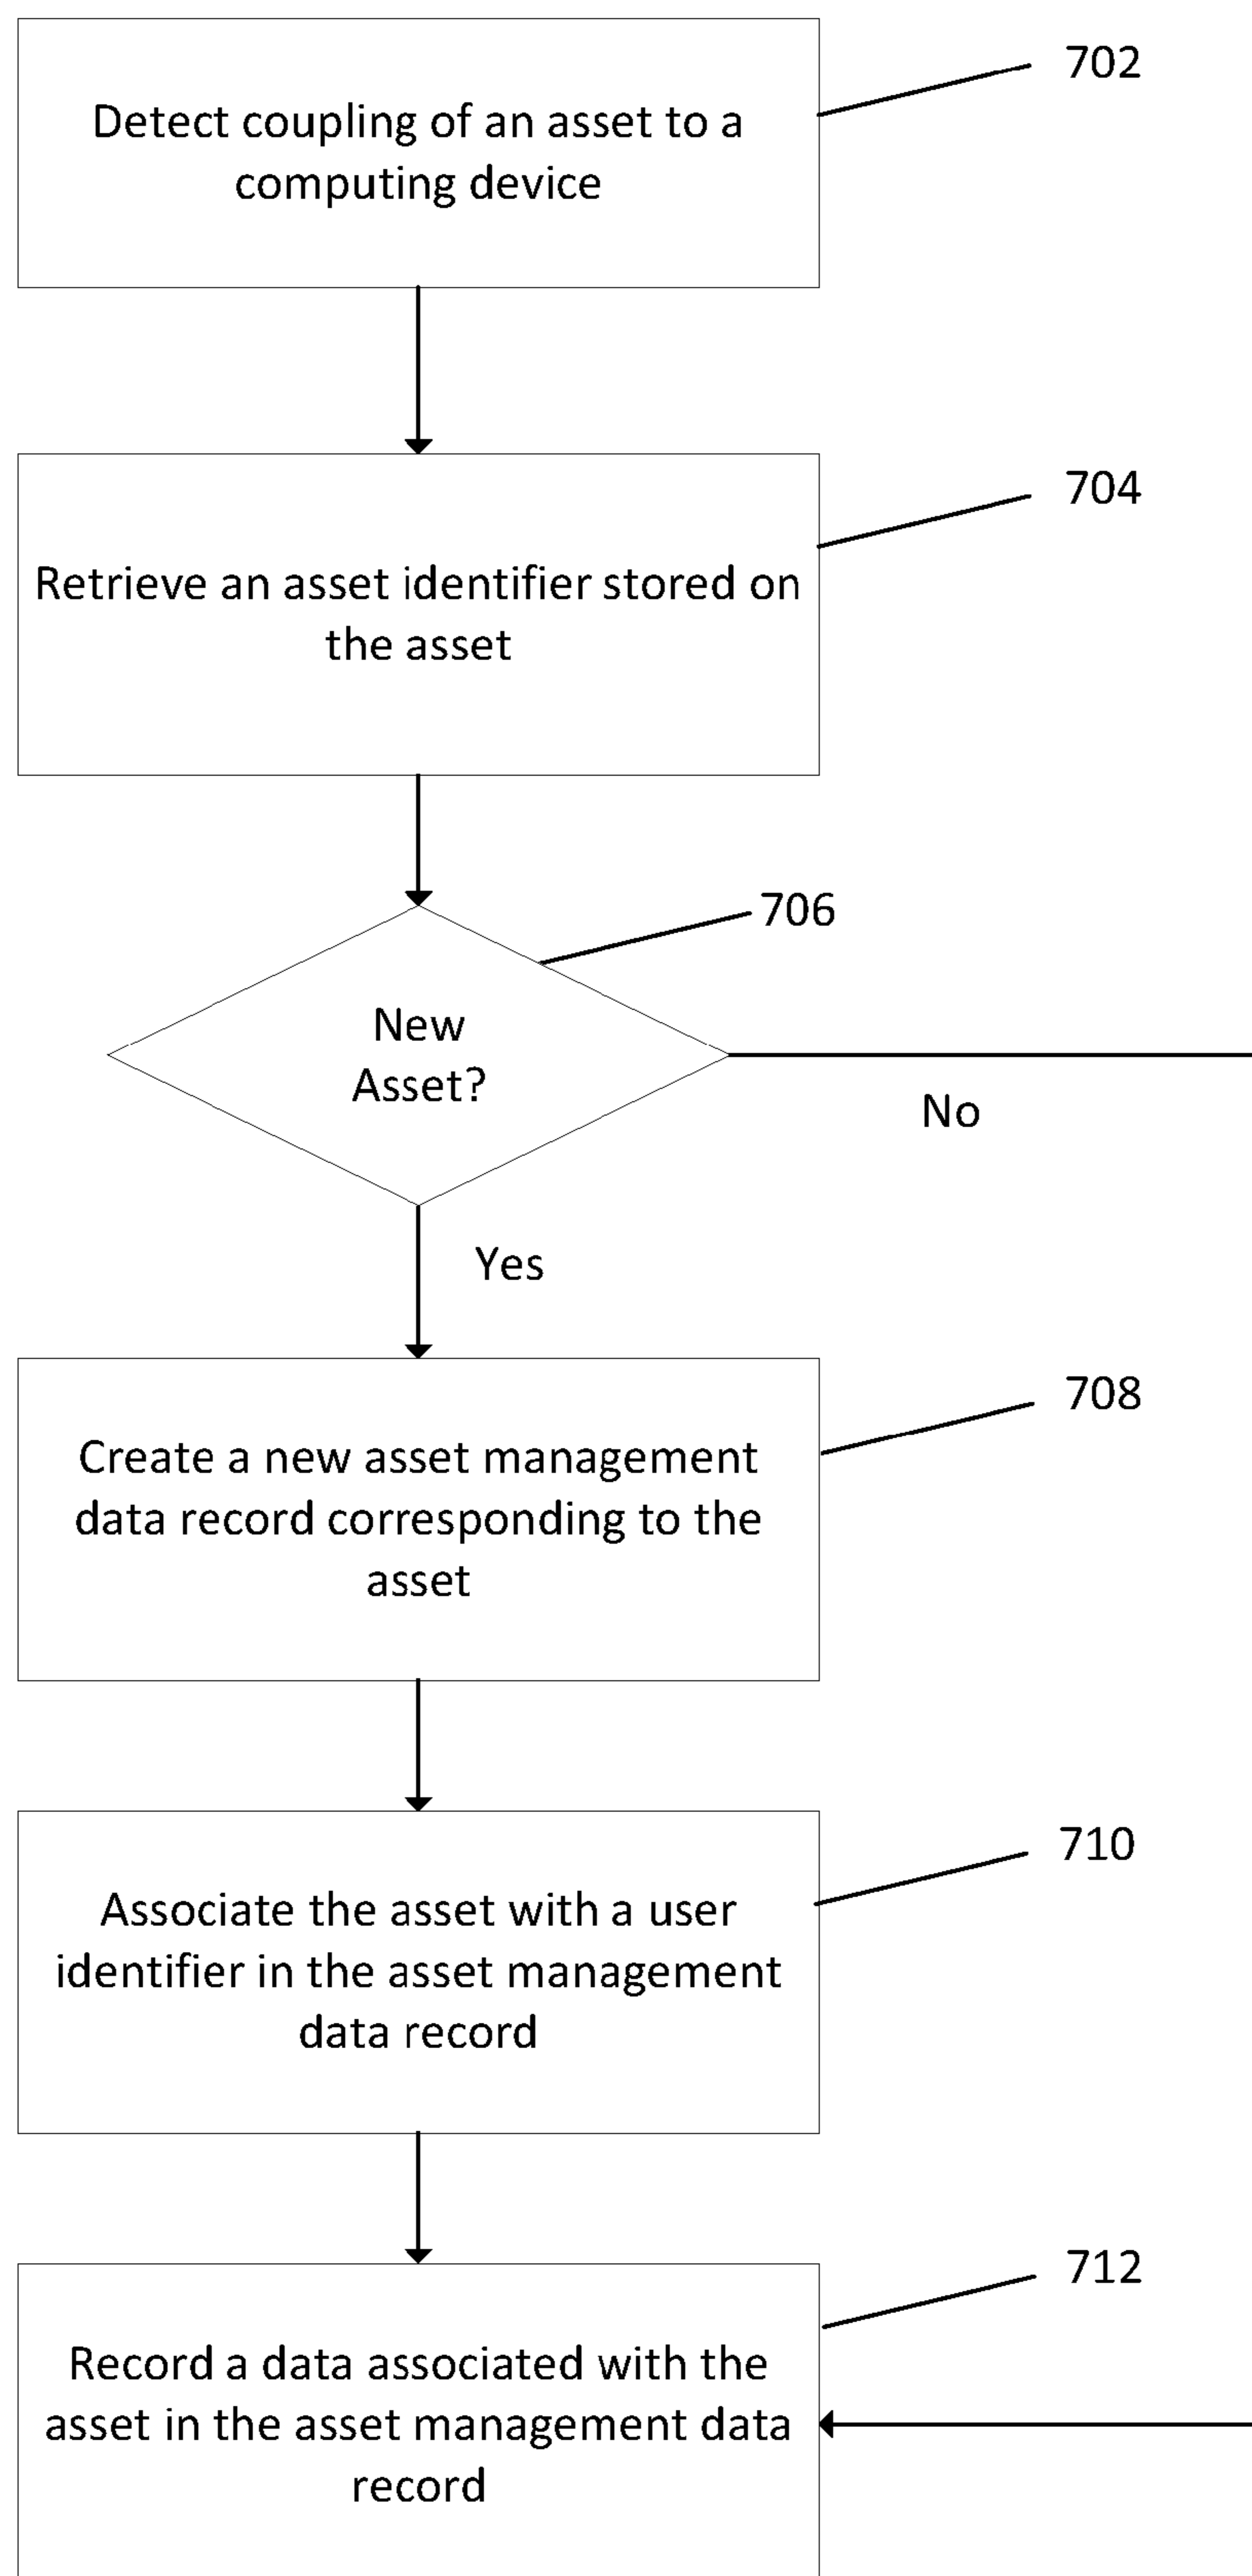 702
Detect coupling of an asset to a
computing device
704
Retrieve an asset identifier stored on
the asset
706
New
Asset?
No
Yes
708
Create a new asset management
data record corresponding to the
asset
710
Associate the asset with a user
identifier in the asset management
data record
712
Record a data associated with the
asset in the asset management data
record